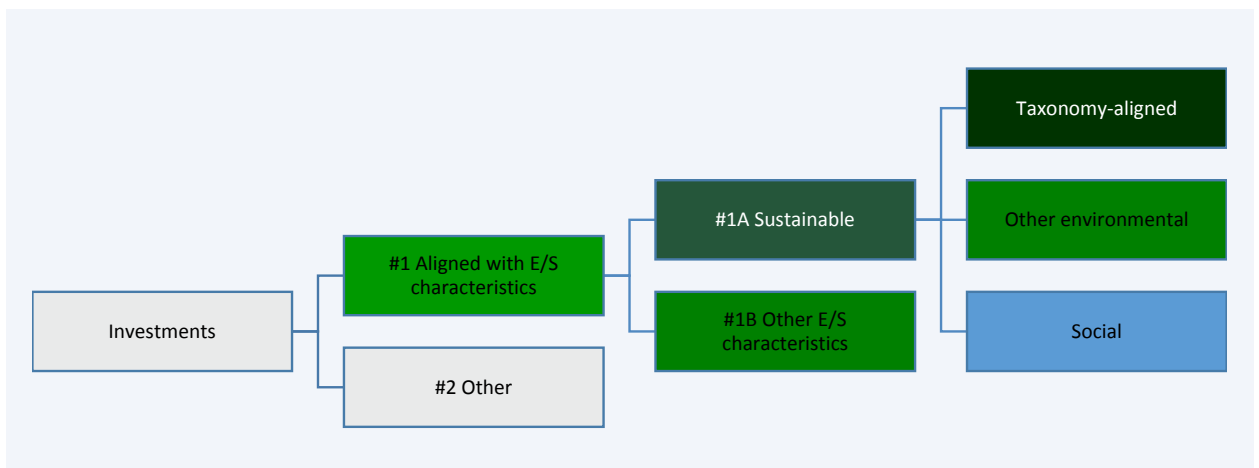 Investments
#1 Aligned with E/S
characteristics
#2 Other
#1A Sustainable
#1B Other E/S
characteristics
Taxonomy-aligned
Other environmental
Social